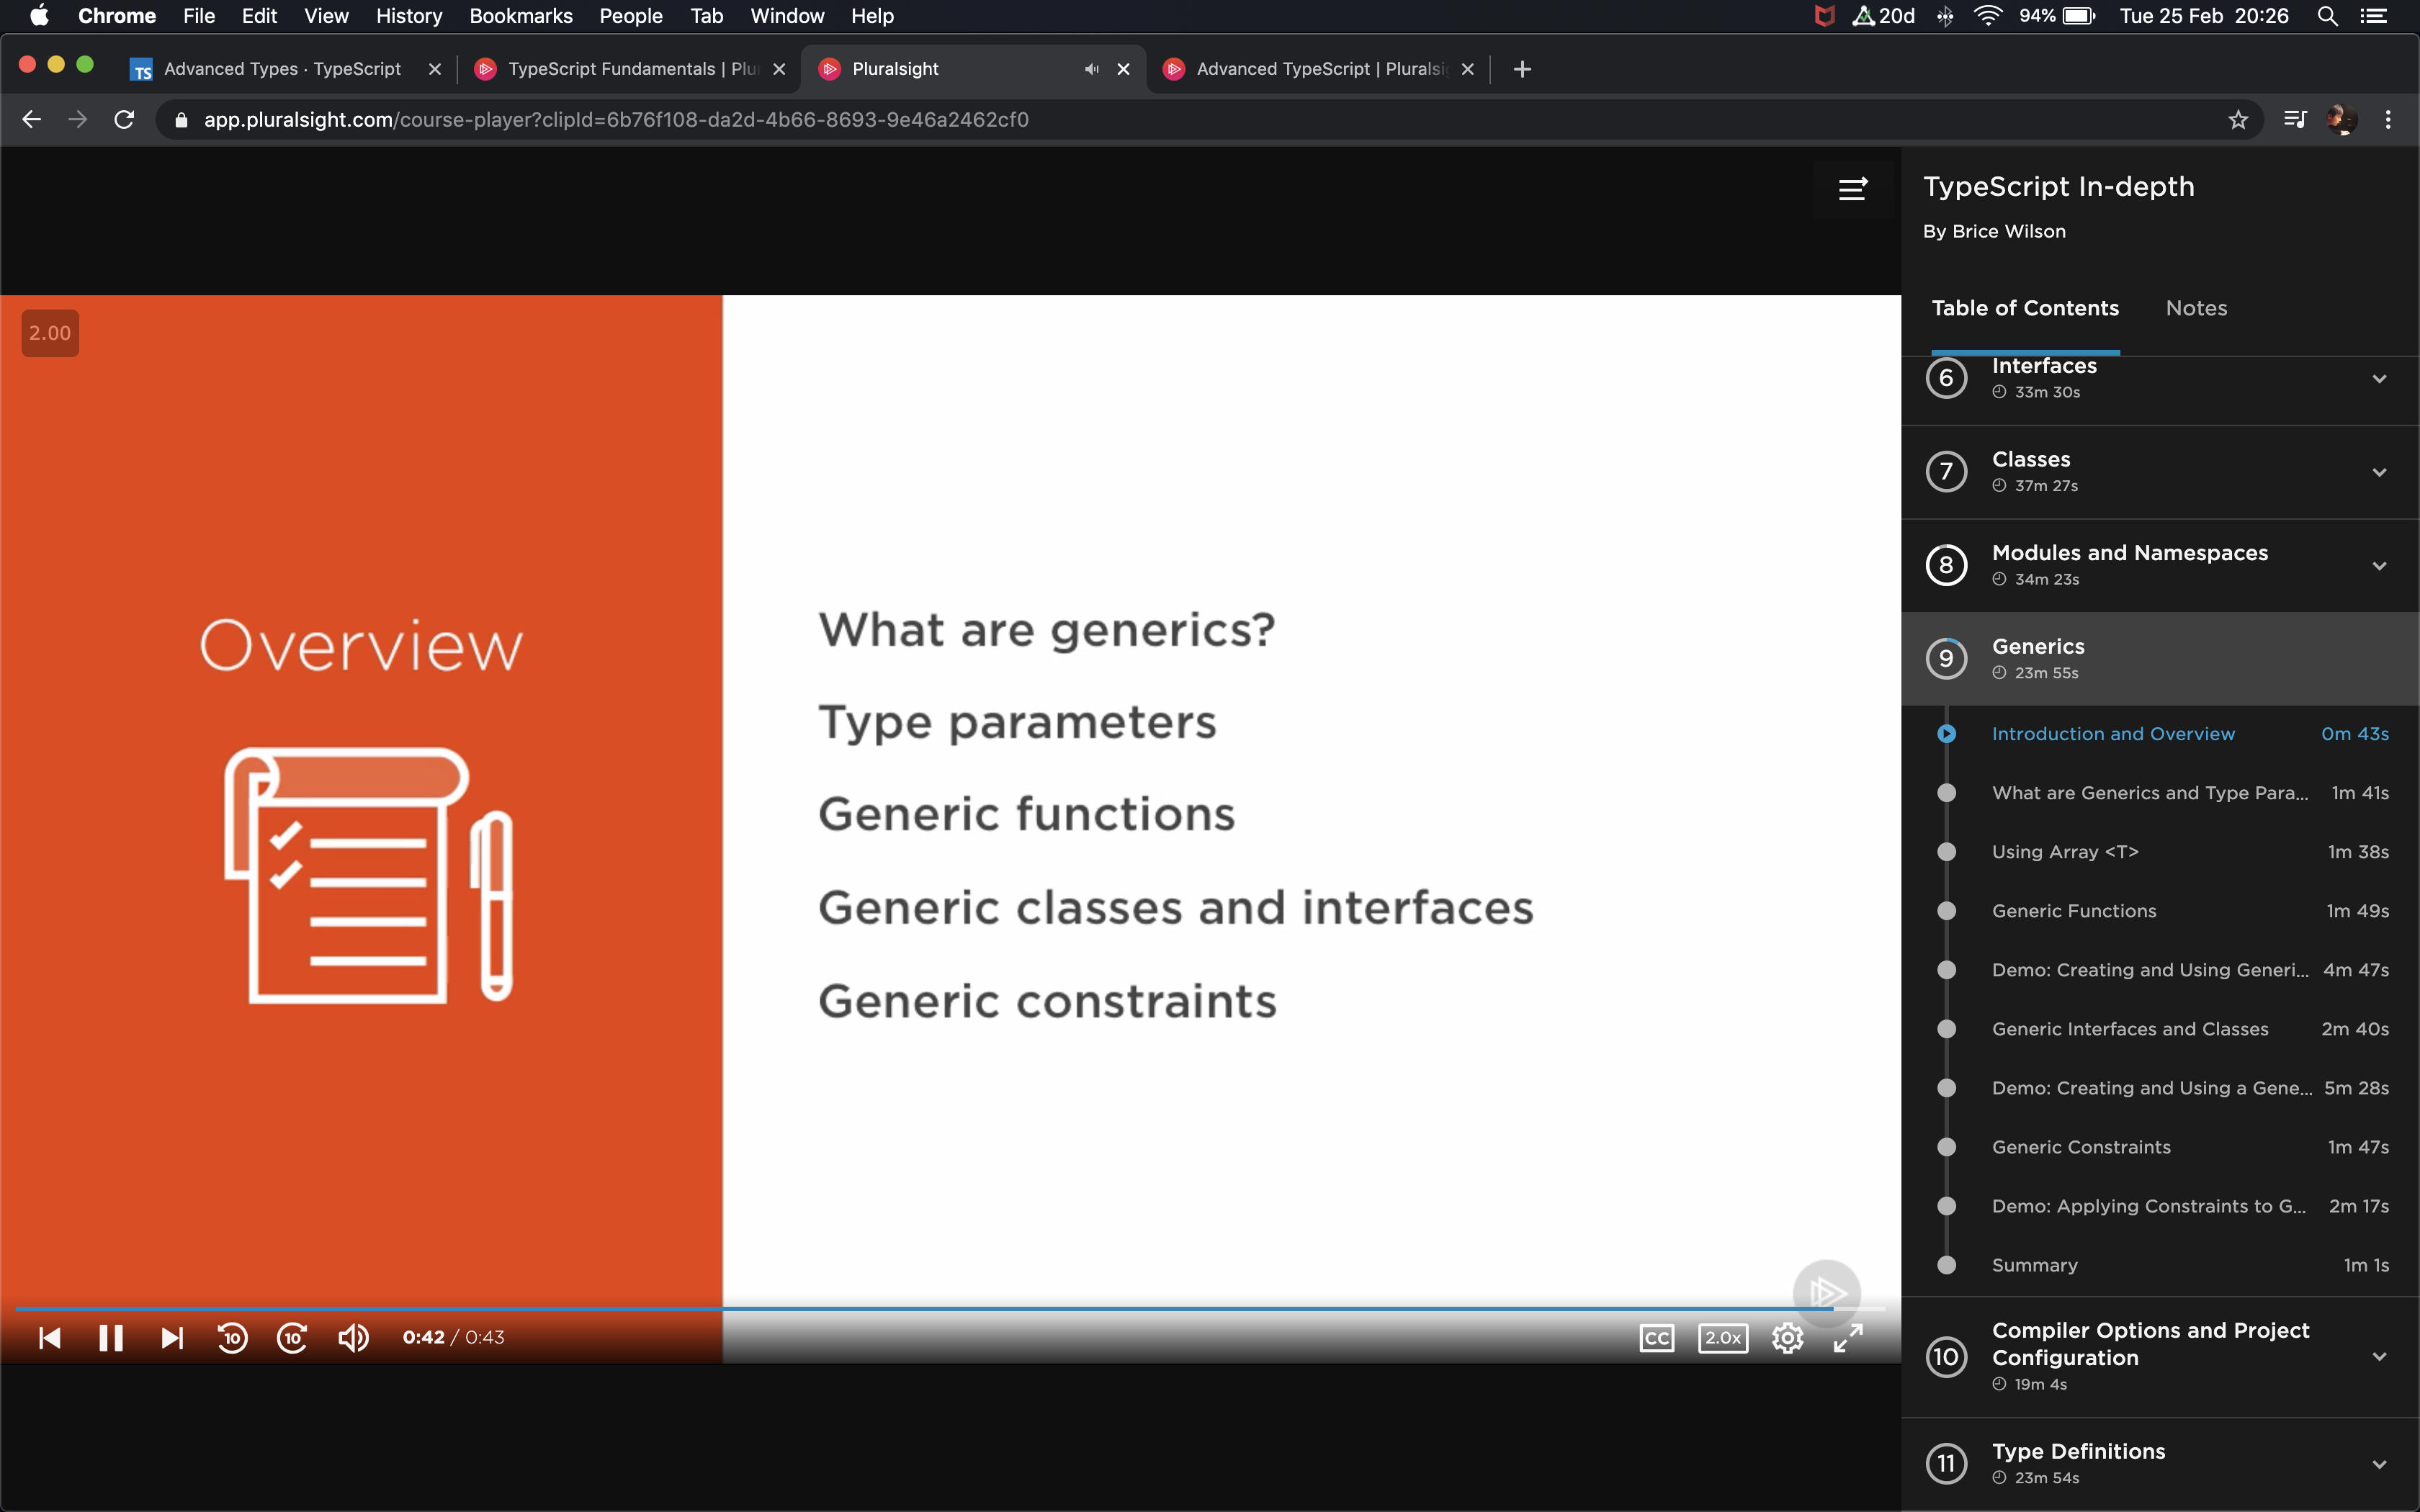 Chrome File Edit View History Bookmarks People Tab Window Help 20d 94% Tue 25 Feb 20:26
TS Advanced Types · TypeScript TypeScript Fundamentals | Plu Pluralsight Advanced TypeScript | Pluralsi
app.pluralsight.com/course-player?clipId=6b76f108-da2d-4b66-8693-9e46a2462cf0
2.00
Overview
What are generics?
Type parameters
Generic functions
Generic classes and interfaces
Generic constraints
10 10 0:42 / 0:43 CC 2.0x
TypeScript In-depth
By Brice Wilson
Table of Contents Notes
6 Interfaces
33m 30s
7 Classes
37m 27s
8 Modules and Namespaces
34m 23s
9 Generics
23m 55s
Introduction and Overview 0m 43s
What are Generics and Type Para... 1m 41s
Using Array <T> 1m 38s
Generic Functions 1m 49s
Demo: Creating and Using Generi... 4m 47s
Generic Interfaces and Classes 2m 40s
Demo: Creating and Using a Gene... 5m 28s
Generic Constraints 1m 47s
Demo: Applying Constraints to G... 2m 17s
Summary 1m 1s
10 Compiler Options and Project
Configuration
19m 4s
11 Type Definitions
23m 54s